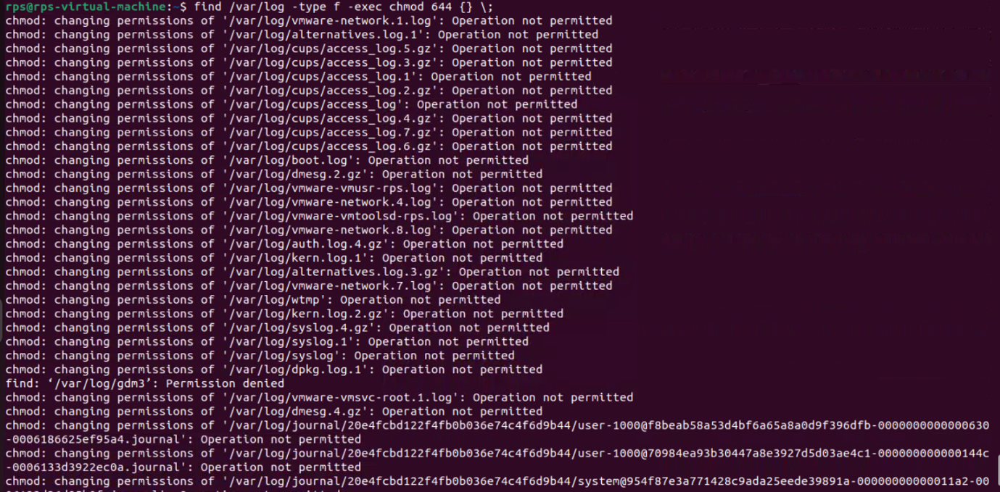 rps@rps-virtual-machine:~$ find /var/log -type f -exec chmod 644 {} \;
chmod: changing permissions of '/var/log/vmware-network.1.log': Operation not permitted
chmod: changing permissions of '/var/log/alternatives.log.1': Operation not permitted
chmod: changing permissions of '/var/log/cups/access_log.5.gz': Operation not permitted
chmod: changing permissions of '/var/log/cups/access_log.3.gz': Operation not permitted
chmod: changing permissions of '/var/log/cups/access_log.1': Operation not permitted
chmod: changing permissions of '/var/log/cups/access_log.2.gz': Operation not permitted
chmod: changing permissions of '/var/log/cups/access_log': Operation not permitted
chmod: changing permissions of '/var/log/cups/access_log.4.gz': Operation not permitted
chmod: changing permissions of '/var/log/cups/access_log.7.gz': Operation not permitted
chmod: changing permissions of '/var/log/cups/access_log.6.gz': Operation not permitted
chmod: changing permissions of '/var/log/boot.log': Operation not permitted
chmod: changing permissions of '/var/log/dmesg.2.gz': Operation not permitted
chmod: changing permissions of '/var/log/vmware-vmusr-rps.log': Operation not permitted
chmod: changing permissions of '/var/log/vmware-network.4.log': Operation not permitted
chmod: changing permissions of '/var/log/vmware-vmtoolsd-rps.log': Operation not permitted
chmod: changing permissions of '/var/log/vmware-network.8.log': Operation not permitted
chmod: changing permissions of '/var/log/auth.log.4.gz': Operation not permitted
chmod: changing permissions of '/var/log/kern.log.1': Operation not permitted
chmod: changing permissions of '/var/log/alternatives.log.3.gz': Operation not permitted
chmod: changing permissions of '/var/log/vmware-network.7.log': Operation not permitted
chmod: changing permissions of '/var/log/wtmp': Operation not permitted
chmod: changing permissions of '/var/log/kern.log.2.gz': Operation not permitted
chmod: changing permissions of '/var/log/syslog.4.gz': Operation not permitted
chmod: changing permissions of '/var/log/syslog.1': Operation not permitted
chmod: changing permissions of '/var/log/syslog': Operation not permitted
chmod: changing permissions of '/var/log/dpkg.log.1': Operation not permitted
find: ‘/var/log/gdm3’: Permission denied
chmod: changing permissions of '/var/log/vmware-vmsvc-root.1.log': Operation not permitted
chmod: changing permissions of '/var/log/dmesg.4.gz': Operation not permitted
chmod: changing permissions of '/var/log/journal/20e4fcbd122f4fb0b036e74c4f6d9b44/user-1000@f8beab58a53d4bf6a65a8a0d9f396dfb-0000000000000630
-0006186625ef95a4.journal': Operation not permitted
chmod: changing permissions of '/var/log/journal/20e4fcbd122f4fb0b036e74c4f6d9b44/user-1000@70984ea93b30447a8e3927d5d03ae4c1-000000000000144c
-0006133d3922ec0a.journal': Operation not permitted
chmod: changing permissions of '/var/log/journal/20e4fcbd122f4fb0b036e74c4f6d9b44/system@954f87e3a771428c9ada25eede39891a-00000000000011a2-00